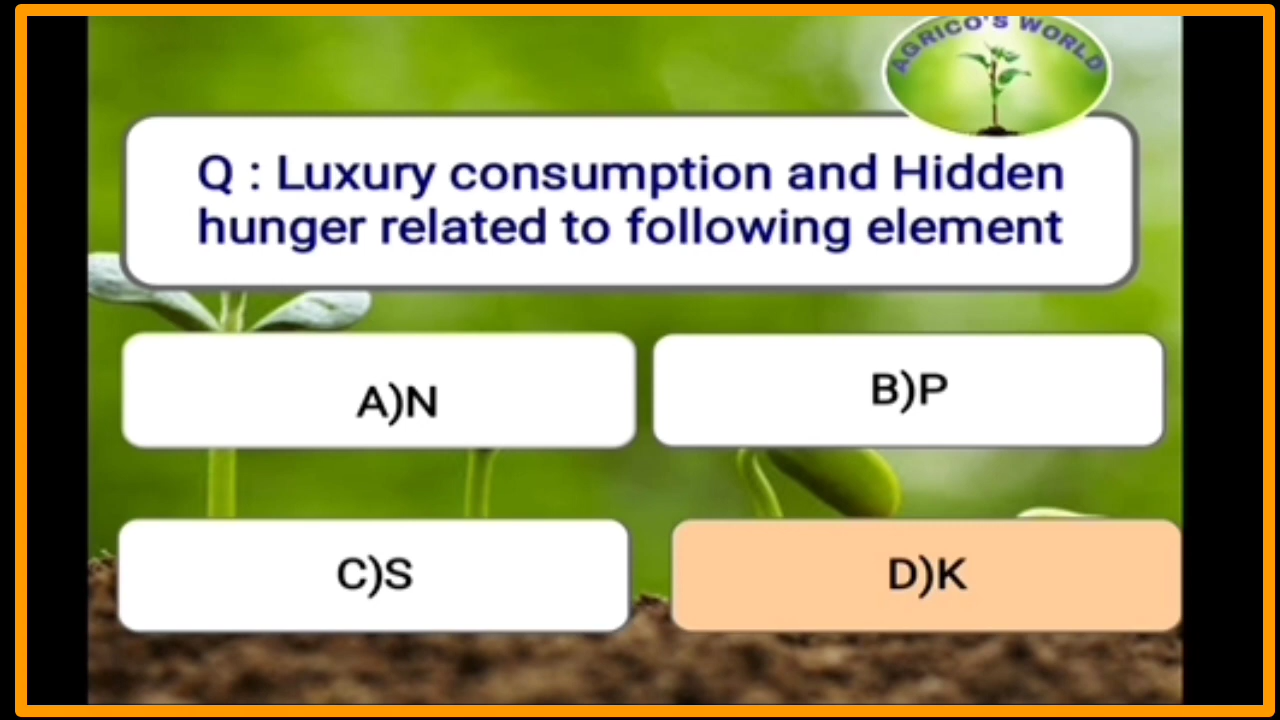 AGRICO'S WORLD
Q : Luxury consumption and Hidden
hunger related to following element
A)N
B)P
C)S
D)K